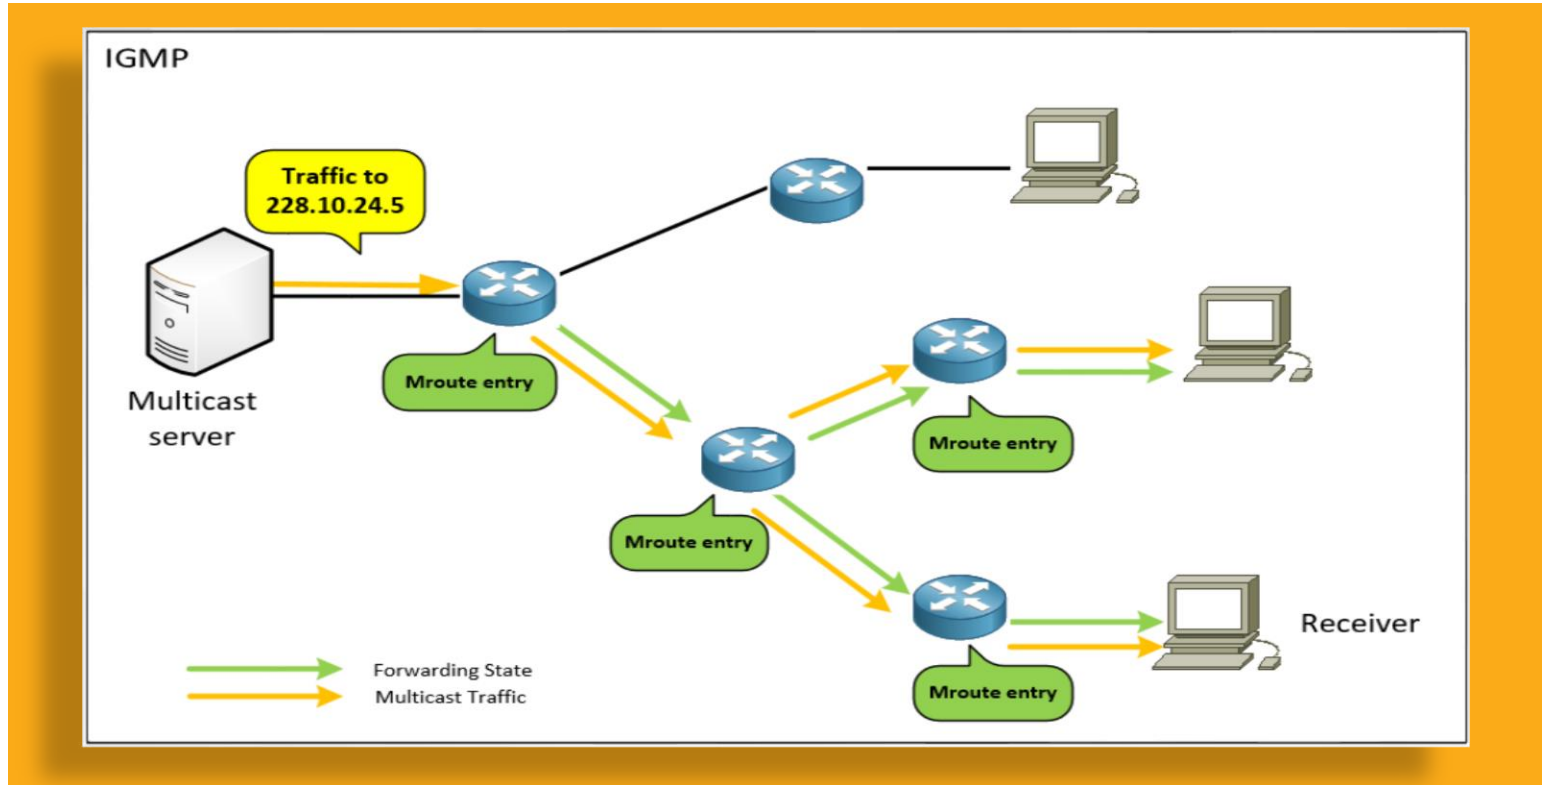 IGMP
Traffic to
228.10.24.5
Mroute entry
Multicast
server
Mroute entry
Mroute entry
Receiver
Forwarding State
Mroute entry
Multicast Traffic